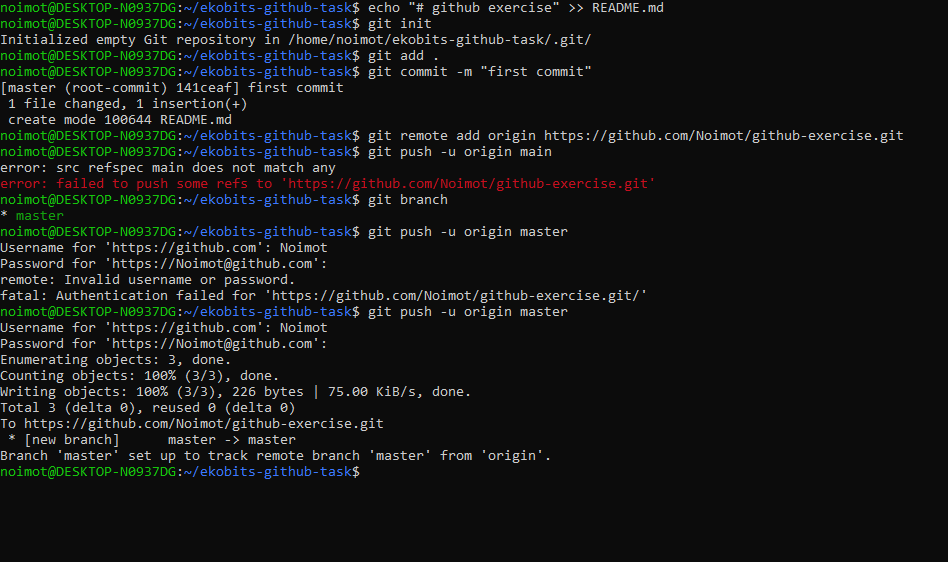 noimot@DESKTOP-N0937DG:~/ekobits-github-task$ echo "# github exercise" >> README.md
noimot@DESKTOP-N0937DG:~/ekobits-github-task$ git init
Initialized empty Git repository in /home/noimot/ekobits-github-task/.git/
noimot@DESKTOP-N0937DG:~/ekobits-github-task$ git add .
noimot@DESKTOP-N0937DG:~/ekobits-github-task$ git commit -m "first commit"
[master (root-commit) 141ceaf] first commit
 1 file changed, 1 insertion(+)
 create mode 100644 README.md
noimot@DESKTOP-N0937DG:~/ekobits-github-task$ git remote add origin https://github.com/Noimot/github-exercise.git
noimot@DESKTOP-N0937DG:~/ekobits-github-task$ git push -u origin main
error: src refspec main does not match any
error: failed to push some refs to 'https://github.com/Noimot/github-exercise.git'
noimot@DESKTOP-N0937DG:~/ekobits-github-task$ git branch
* master
noimot@DESKTOP-N0937DG:~/ekobits-github-task$ git push -u origin master
Username for 'https://github.com': Noimot
Password for 'https://Noimot@github.com':
remote: Invalid username or password.
fatal: Authentication failed for 'https://github.com/Noimot/github-exercise.git/'
noimot@DESKTOP-N0937DG:~/ekobits-github-task$ git push -u origin master
Username for 'https://github.com': Noimot
Password for 'https://Noimot@github.com':
Enumerating objects: 3, done.
Counting objects: 100% (3/3), done.
Writing objects: 100% (3/3), 226 bytes | 75.00 KiB/s, done.
Total 3 (delta 0), reused 0 (delta 0)
To https://github.com/Noimot/github-exercise.git
 * [new branch]      master -> master
Branch 'master' set up to track remote branch 'master' from 'origin'.
noimot@DESKTOP-N0937DG:~/ekobits-github-task$